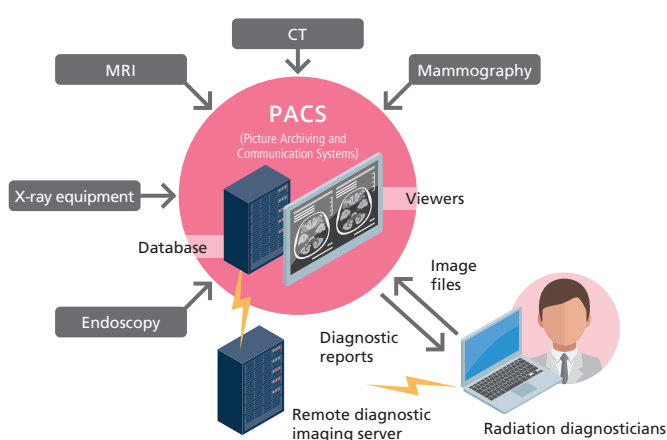 CT
MRI
Mammography
PACS
(Picture Archiving and
Communication Systems)
X-ray equipment
Viewers
Database
Image
files
Endoscopy
Diagnostic
reports
Remote diagnostic
imaging server
Radiation diagnosticians